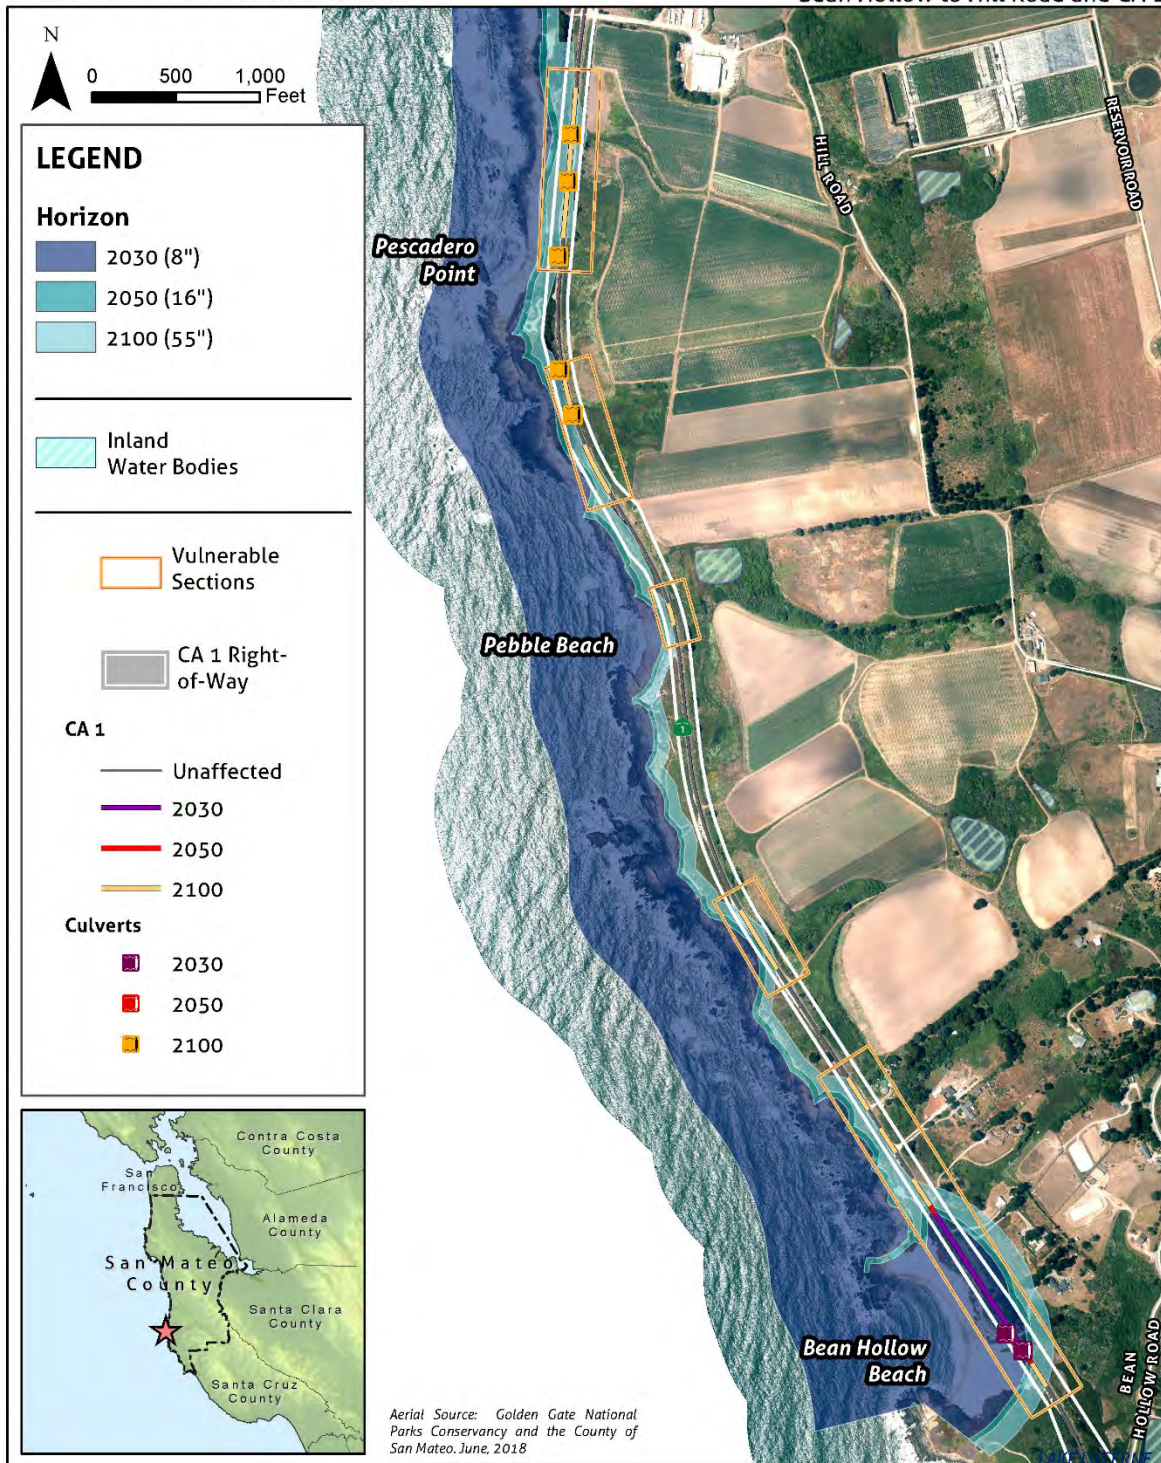 N
0 500 1,000
Feet
LEGEND
Horizon
2030 (8")
2050 (16")
2100 (55")
Inland
Water Bodies
Vulnerable
Sections
CA 1 Right-
of-Way
CA 1
Unaffected
2030
2050
2100
Culverts
2030
2050
2100
Contra Costa
County
San
Francisco
Alameda
County
San Mateo
County
Santa Clara
County
Santa Cruz
County
Pescadero
Point
Pebble Beach
1
Bean Hollow
Beach
HILL ROAD
RESERVOIR ROAD
BEAN
HOLLOW ROAD
Aerial Source: Golden Gate National
Parks Conservancy and the County of
San Mateo. June, 2018